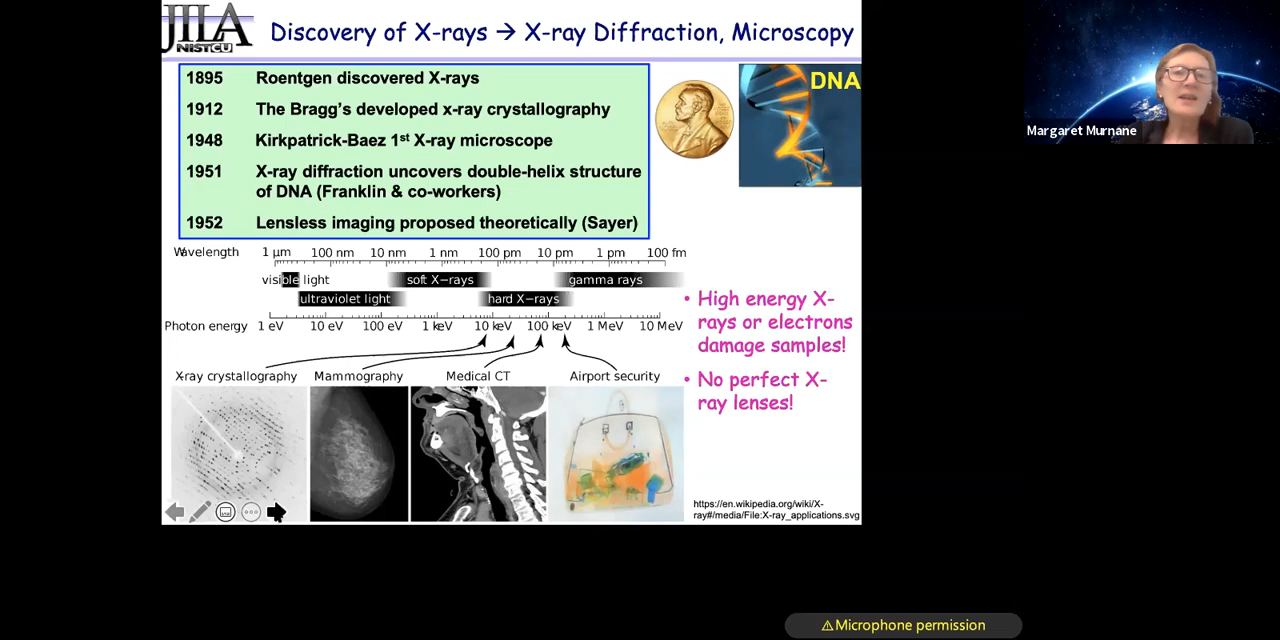 JILA
NIST CU
Discovery of X-rays → X-ray Diffraction, Microscopy
1895 Roentgen discovered X-rays
1912 The Bragg's developed x-ray crystallography
1948 Kirkpatrick-Baez 1st X-ray microscope
1951 X-ray diffraction uncovers double-helix structure
of DNA (Franklin & co-workers)
1952 Lensless imaging proposed theoretically (Sayer)
DNA
Margaret Murnane
Wavelength 1 μm 100 nm 10 nm 1 nm 100 pm 10 pm 1 pm 100 fm
visible light soft X−rays gamma rays
ultraviolet light hard X−rays
Photon energy 1 eV 10 eV 100 eV 1 keV 10 keV 100 keV 1 MeV 10 MeV
X-ray crystallography Mammography Medical CT Airport security
• High energy X-
rays or electrons
damage samples!
• No perfect X-
ray lenses!
https://en.wikipedia.org/wiki/X-
ray#/media/File:X-ray_applications.svg
⚠Microphone permission